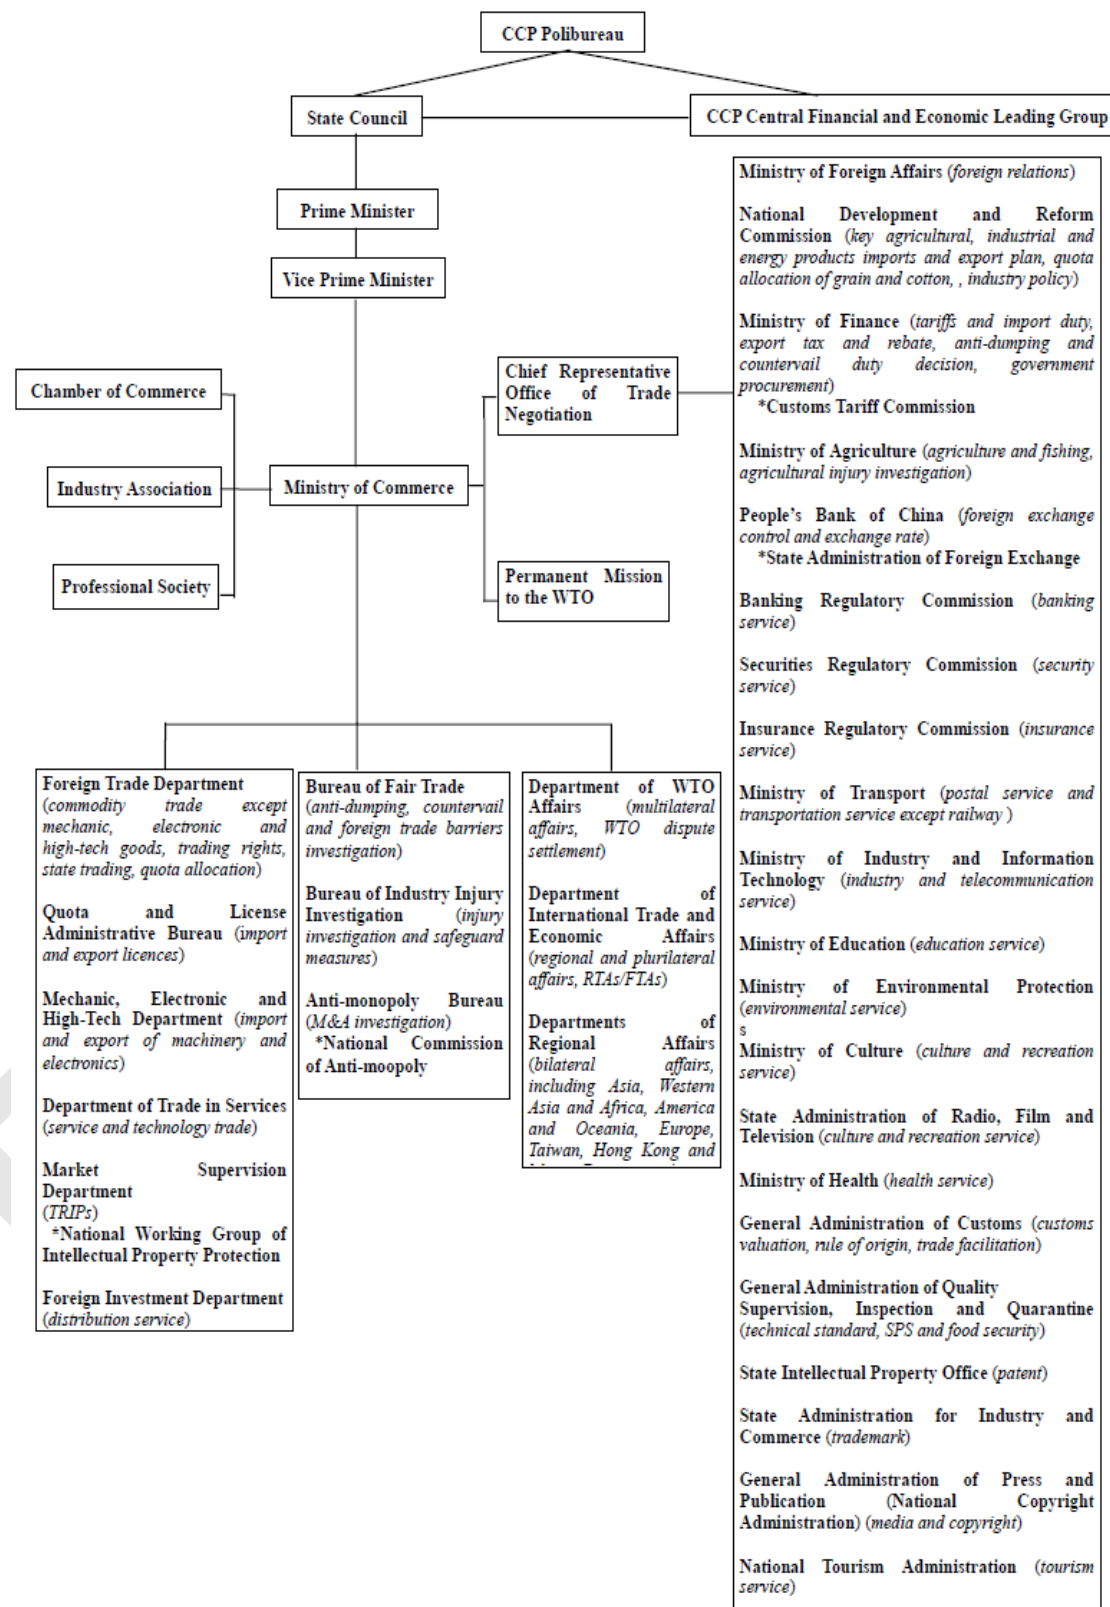 CCP Polibureau
State Council
CCP Central Financial and Economic Leading Group
Prime Minister
Vice Prime Minister
Chamber of Commerce
Industry Association
Professional Society
Ministry of Commerce
Chief Representative
Office of Trade
Negotiation
Permanent Mission
to the WTO
Foreign Trade Department
(commodity trade except
mechanic, electronic and
high-tech goods, trading rights,
state trading, quota allocation)
Quota and License
Administrative Bureau (import
and export licences)
Mechanic, Electronic and
High-Tech Department (import
and export of machinery and
electronics)
Department of Trade in Services
(service and technology trade)
Market Supervision
Department
(TRIPs)
*National Working Group of
Intellectual Property Protection
Foreign Investment Department
(distribution service)
Bureau of Fair Trade
(anti-dumping, countervail
and foreign trade barriers
investigation)
Bureau of Industry Injury
Investigation (injury
investigation and safeguard
measures)
Anti-monopoly Bureau
(M&A investigation)
*National Commission
of Anti-moopoly
Department of WTO
Affairs (multilateral
affairs, WTO dispute
settlement)
Department of
International Trade and
Economic Affairs
(regional and plurilateral
affairs, RTAs/FTAs)
Departments of
Regional Affairs
(bilateral affairs,
including Asia, Western
Asia and Africa, America
and Oceania, Europe,
Taiwan, Hong Kong and
Ministry of Foreign Affairs (foreign relations)
National Development and Reform
Commission (key agricultural, industrial and
energy products imports and export plan, quota
allocation of grain and cotton, , industry policy)
Ministry of Finance (tariffs and import duty,
export tax and rebate, anti-dumping and
countervail duty decision, government
procurement)
*Customs Tariff Commission
Ministry of Agriculture (agriculture and fishing,
agricultural injury investigation)
People's Bank of China (foreign exchange
control and exchange rate)
*State Administration of Foreign Exchange
Banking Regulatory Commission (banking
service)
Securities Regulatory Commission (security
service)
Insurance Regulatory Commission (insurance
service)
Ministry of Transport (postal service and
transportation service except railway )
Ministry of Industry and Information
Technology (industry and telecommunication
service)
Ministry of Education (education service)
Ministry of Environmental Protection
(environmental service)
s
Ministry of Culture (culture and recreation
service)
State Administration of Radio, Film and
Television (culture and recreation service)
Ministry of Health (health service)
General Administration of Customs (customs
valuation, rule of origin, trade facilitation)
General Administration of Quality
Supervision, Inspection and Quarantine
(technical standard, SPS and food security)
State Intellectual Property Office (patent)
State Administration for Industry and
Commerce (trademark)
General Administration of Press and
Publication (National Copyright
Administration) (media and copyright)
National Tourism Administration (tourism
service)